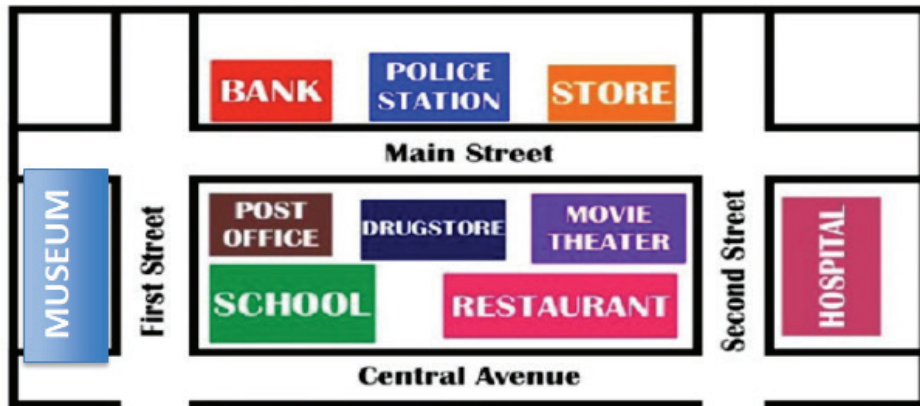 BANK
POLICE
STATION
STORE
Main Street
MUSEUM
First Street
POST
OFFICE
DRUGSTORE
MOVIE
THEATER
Second Street
HOSPITAL
SCHOOL
RESTAURANT
Central Avenue